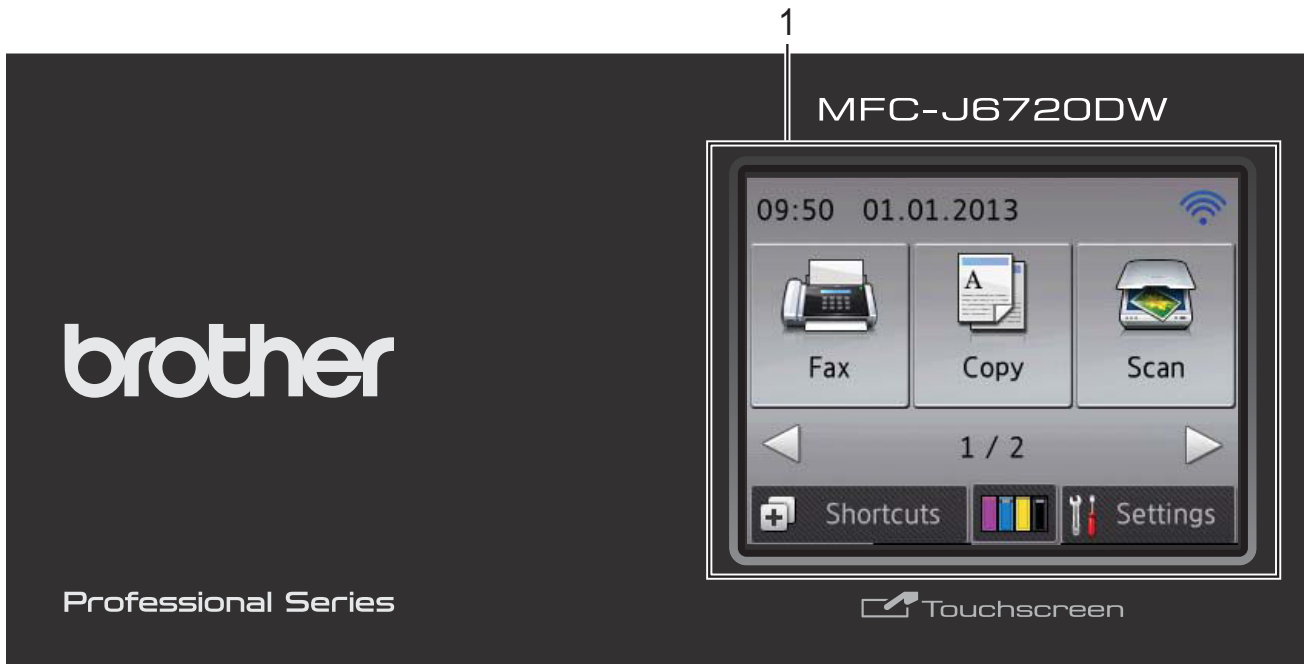 1
MFC-J6720DW
09:50 01.01.2013
A
Fax Copy Scan
1 / 2
Shortcuts Settings
brother
Professional Series
Touchscreen